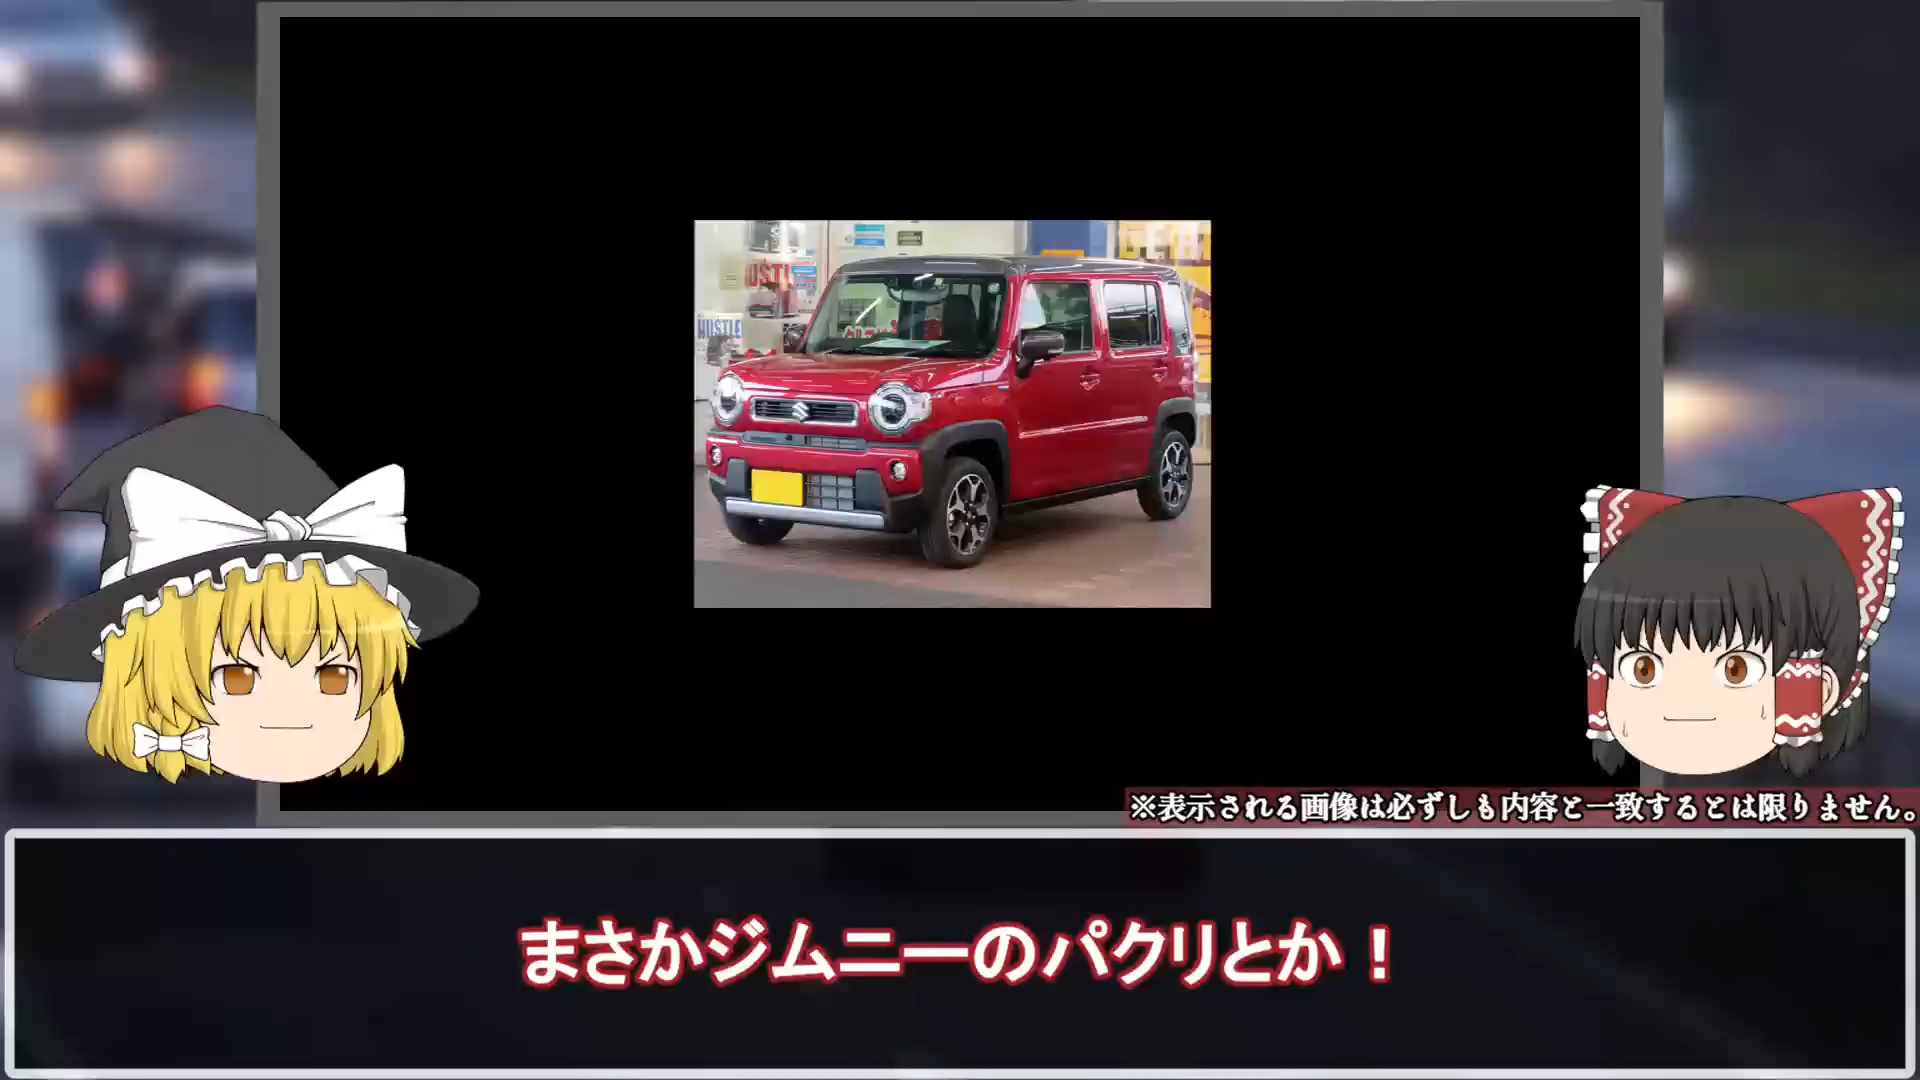 HUSTLE
※表示される画像は必ずしも内容と一致するとは限りません。
まさかジムニーのパクリとか！